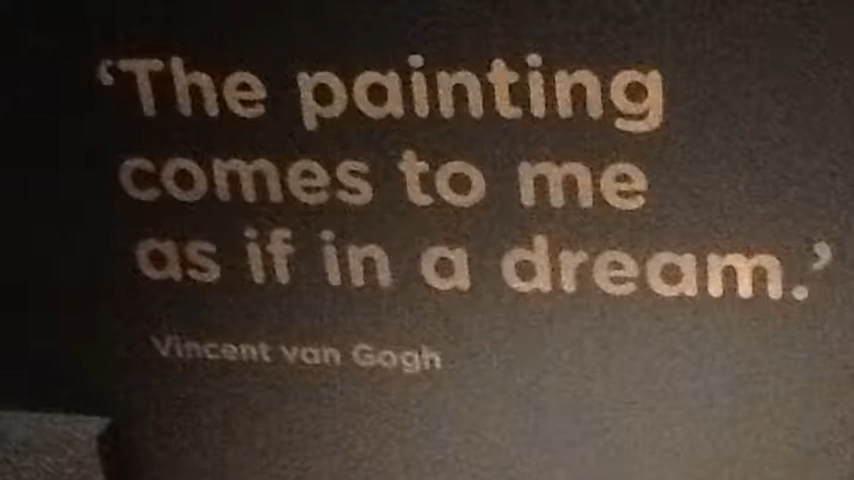 ‘The painting
comes to me
as if in a dream.’
Vincent van Gogh